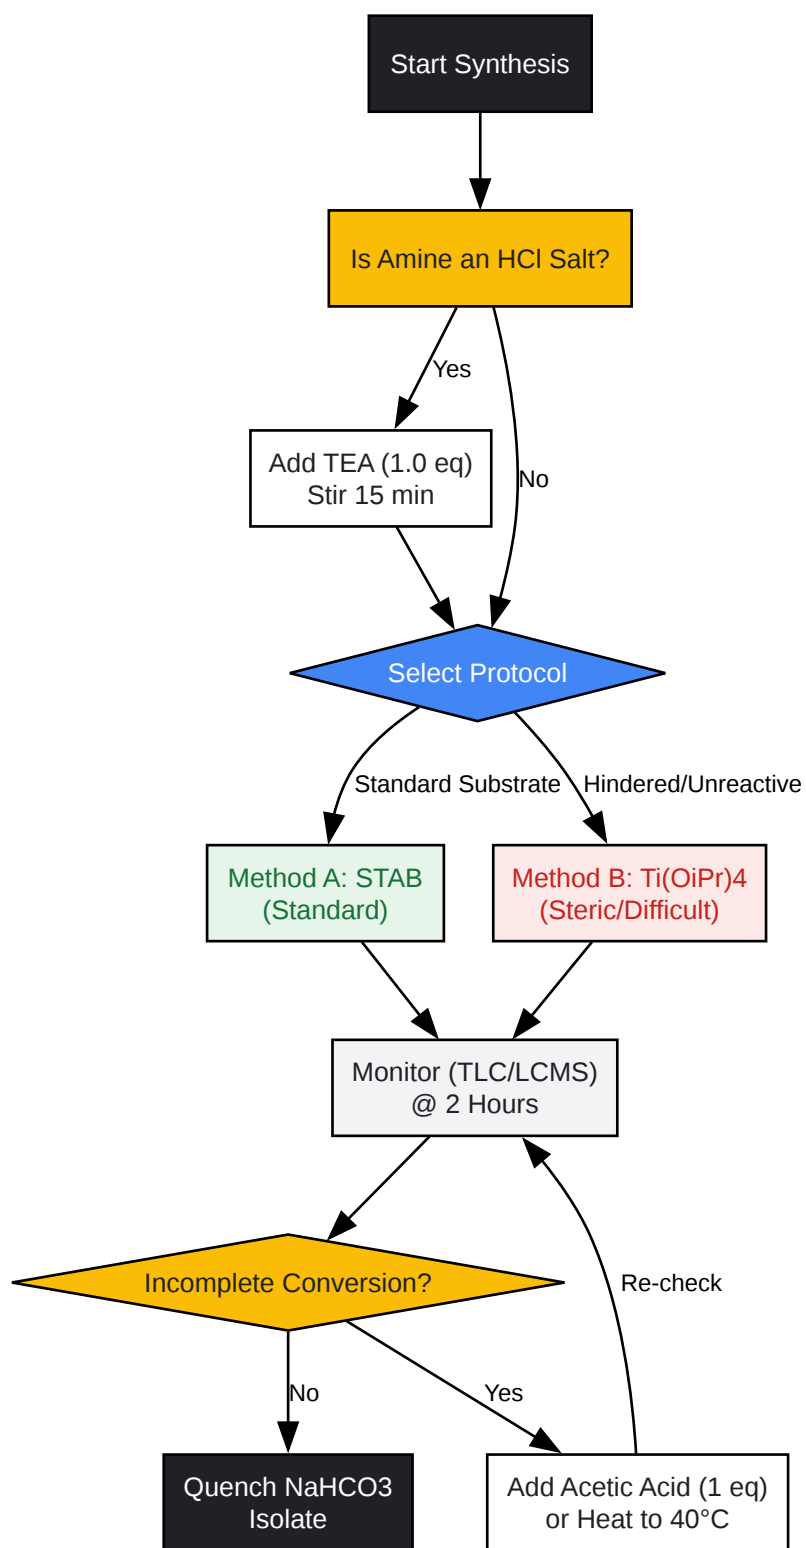 Start Synthesis
Is Amine an HCl Salt?
Yes
Add TEA (1.0 eq)
Stir 15 min
No
Select Protocol
Standard Substrate
Hindered/Unreactive
Method A: STAB
(Standard)
Method B: Ti(OiPr)4
(Steric/Difficult)
Monitor (TLC/LCMS)
@ 2 Hours
Incomplete Conversion?
Re-check
No
Yes
Quench NaHCO3
Isolate
Add Acetic Acid (1 eq)
or Heat to 40°C